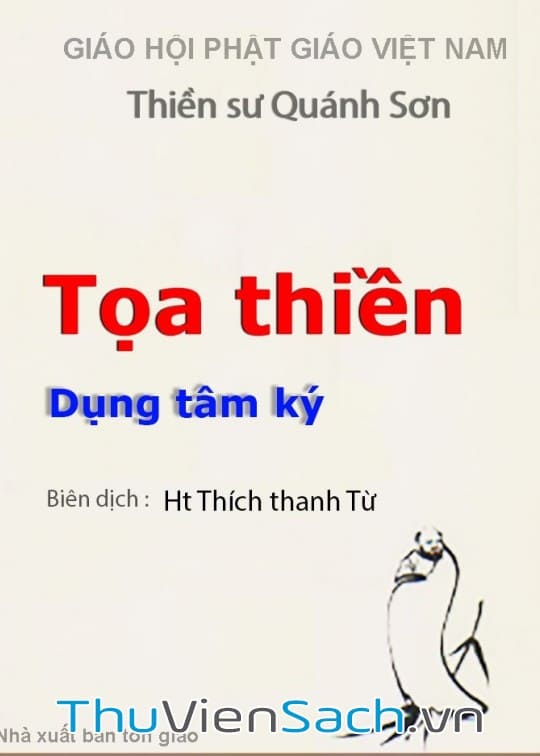 GIÁO HỘI PHẬT GIÁO VIỆT NAM
Thiền sư Quánh Sơn
Tọa thiền
Dụng tâm ký
Biên dịch : Ht Thích thanh Từ
ThuVienSach.vn
Nhà xuất bản tôn giáo